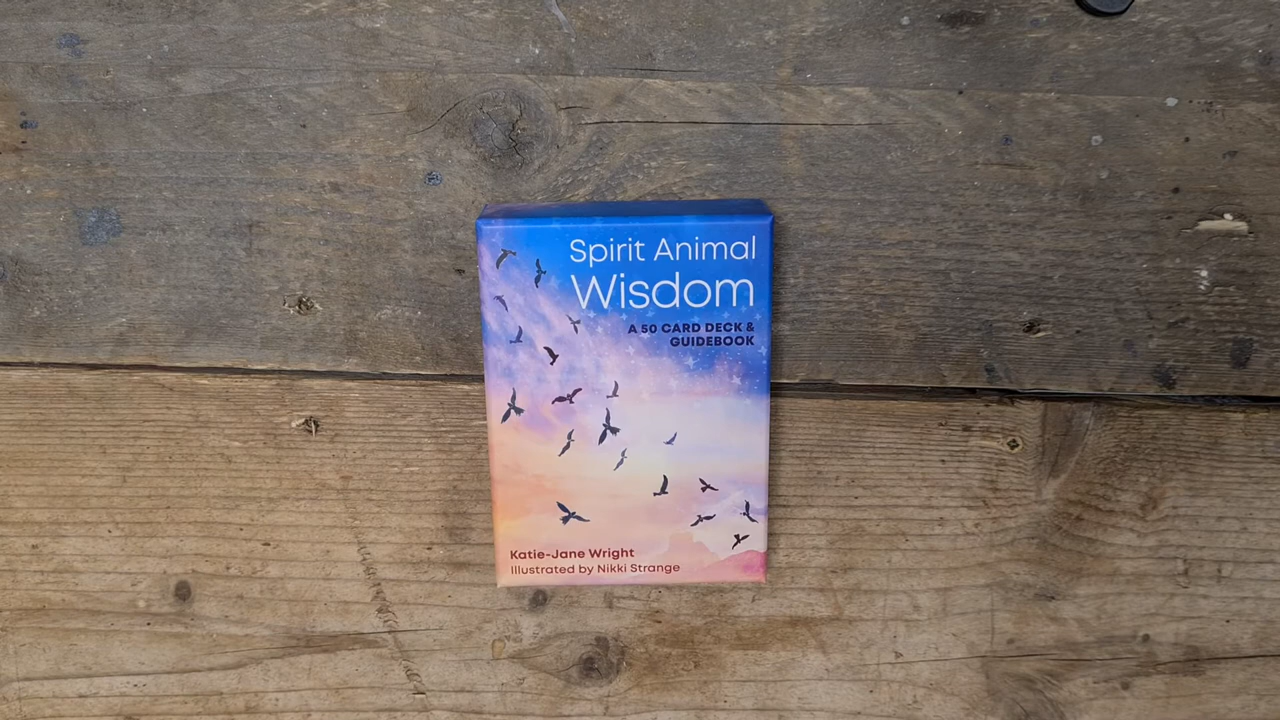 Spirit Animal
Wisdom
A 50 CARD DECK &
GUIDEBOOK
Katie-Jane Wright
Illustrated by Nikki Strange